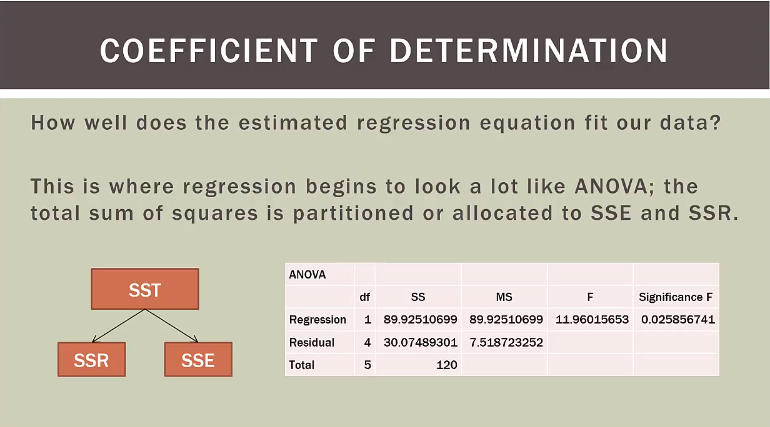 COEFFICIENT OF DETERMINATION
How well does the estimated regression equation fit our data?
This is where regression begins to look a lot like ANOVA; the
total sum of squares is partitioned or allocated to SSE and SSR.
SST
SSR SSE
ANOVA
df SS MS F Significance F
Regression 1 89.92510699 89.92510699 11.96015653 0.025856741
Residual 4 30.07489301 7.518723252
Total 5 120